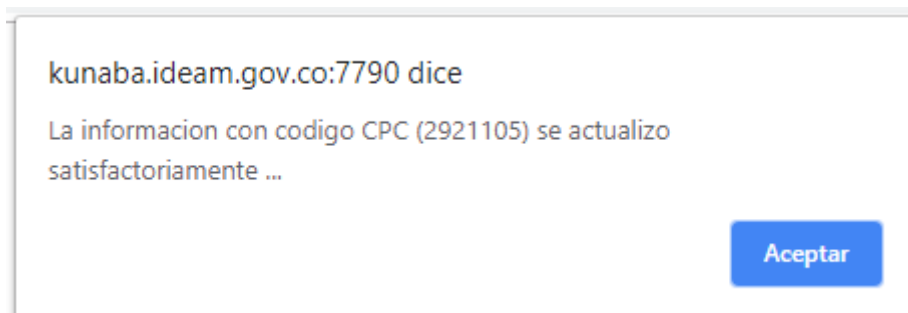 kunaba.ideam.gov.co:7790 dice
La informacion con codigo CPC (2921105) se actualizo
satisfactoriamente ...
Aceptar